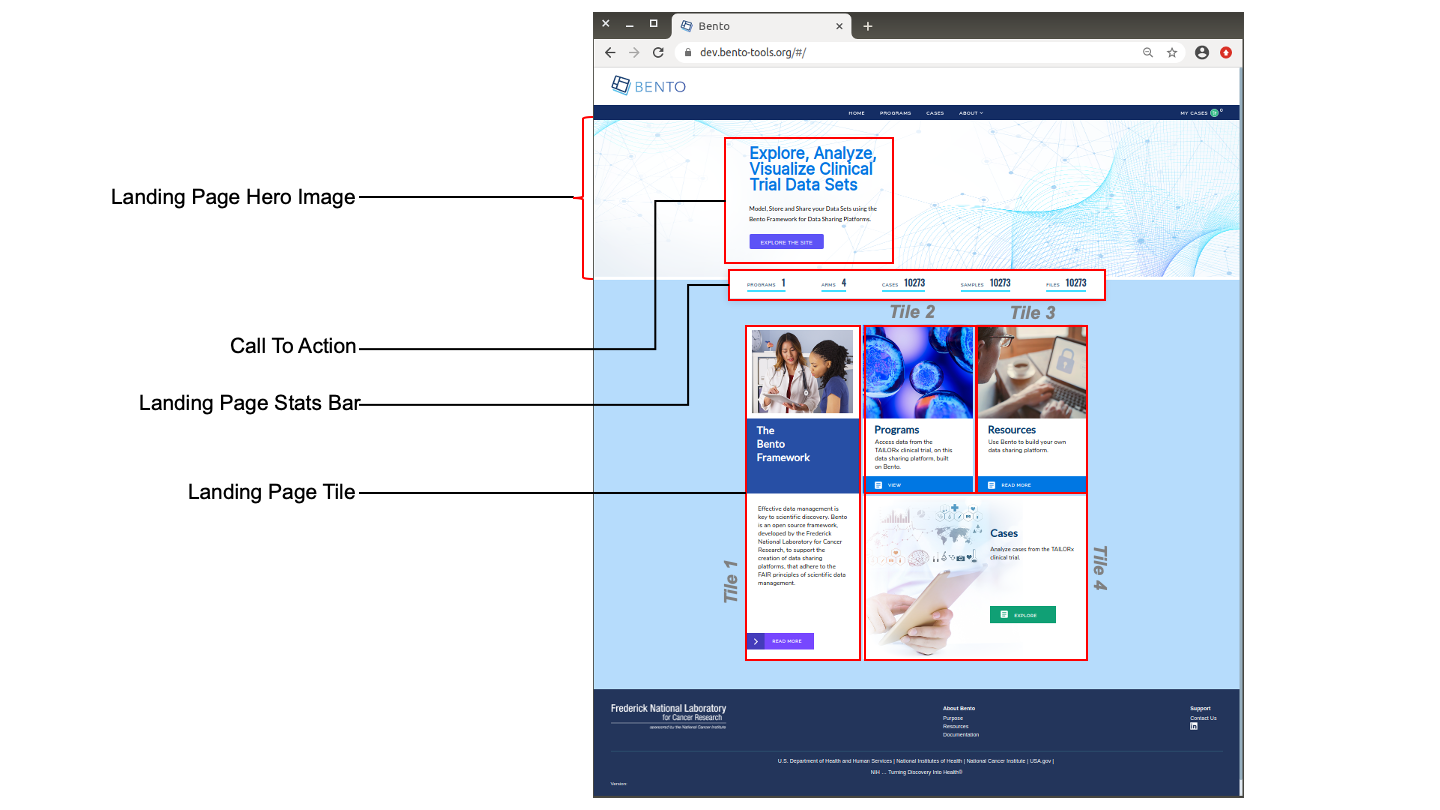 Bento
dev.bento-tools.org/#/
BENTO
HOME PROGRAMS CASES ABOUT
MY CASES 0
Landing Page Hero Image
Explore, Analyze,
Visualize Clinical
Trial Data Sets
Model, Store and Share your Data Sets using the
Bento Framework for Data Sharing Platforms.
EXPLORE THE SITE
PROGRAMS 1 ARMS 4 CASES 10273 SAMPLES 10273 FILES 10273
Tile 2 Tile 3
Call To Action
Landing Page Stats Bar
Landing Page Tile
The
Bento
Framework
Effective data management is
key to scientific discovery. Bento
is an open source framework,
developed by the Frederick
National Laboratory for Cancer
Research, to support the
creation of data sharing
platforms, that adhere to the
FAIR principles of scientific data
management.
READ MORE
Tile 1
Programs
Access data from the
TAILORx clinical trial, on this
data sharing platform, built
on Bento.
VIEW
Resources
Use Bento to build your own
data sharing platform.
READ MORE
Cases
Analyze cases from the TAILORx
clinical trial.
EXPLORE
Tile 4
Frederick National Laboratory
for Cancer Research
sponsored by the National Cancer Institute
About Bento
Purpose
Resources
Documentation
Support
Contact Us
in
U.S. Department of Health and Human Services | National Institutes of Health | National Cancer Institute | USA.gov |
NIH … Turning Discovery Into Health®
Version: